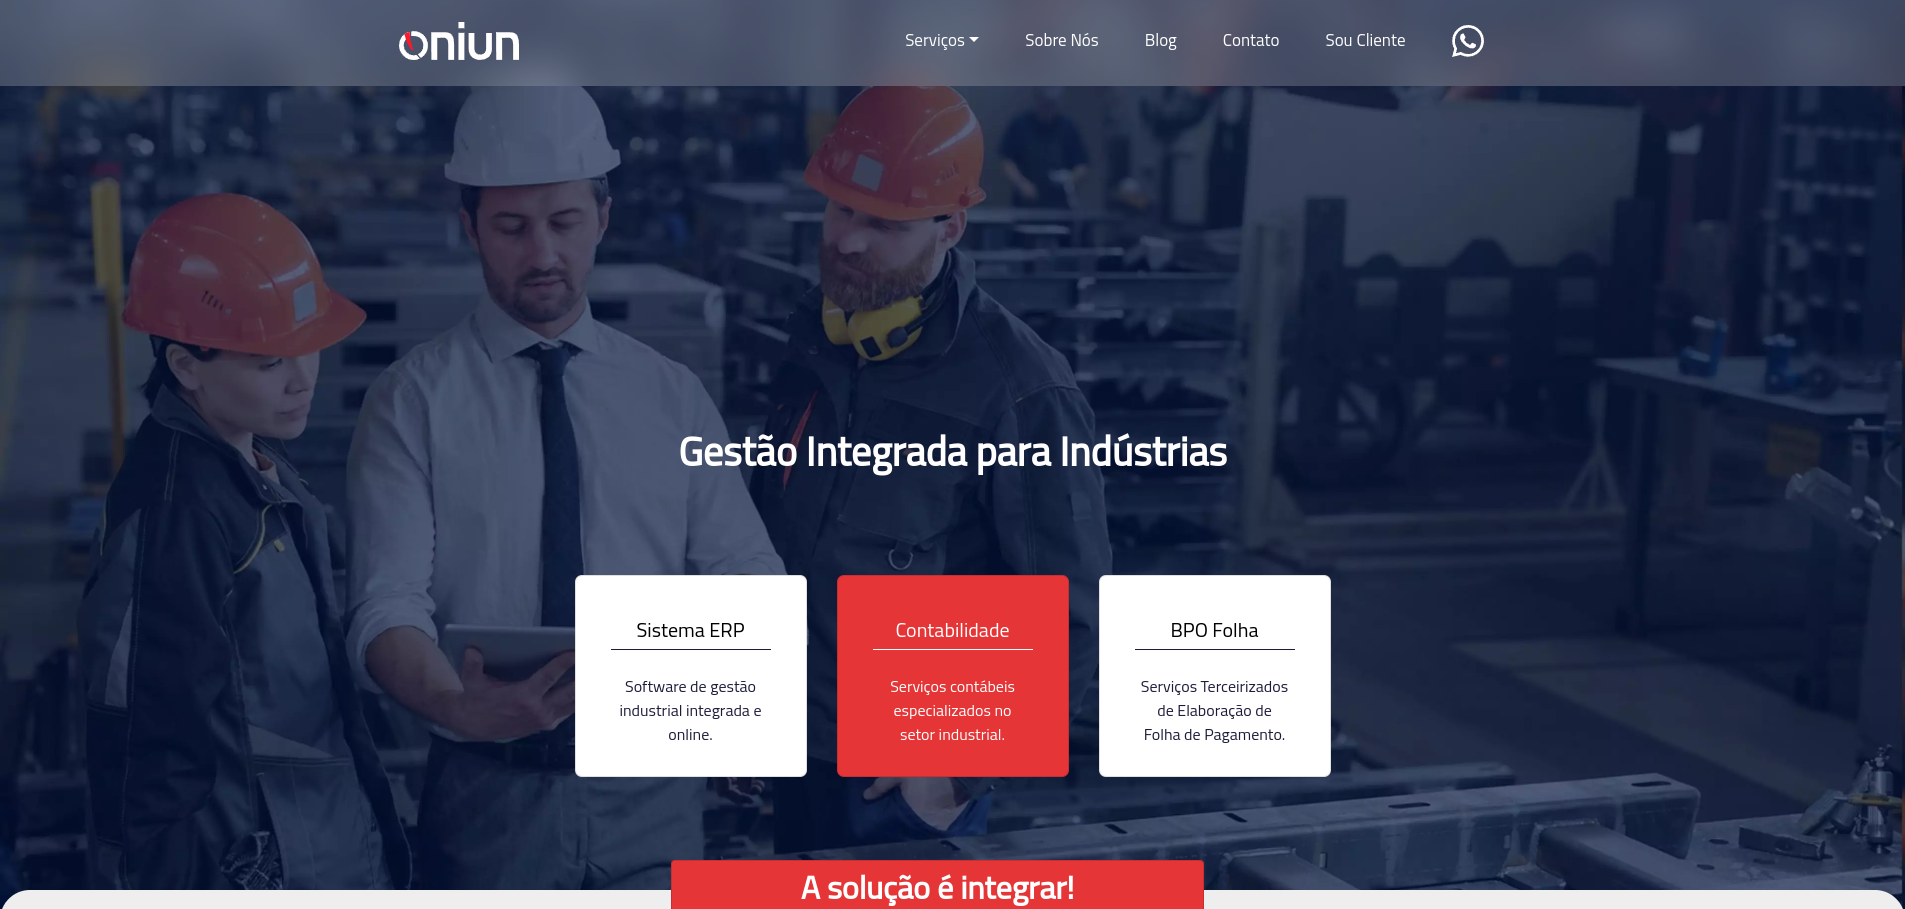 oniun
Serviços
Sobre Nós
Blog
Contato
Sou Cliente
Gestão Integrada para Indústrias
Sistema ERP
Software de gestão
industrial integrada e
online.
Contabilidade
Serviços contábeis
especializados no
setor industrial.
BPO Folha
Serviços Terceirizados
de Elaboração de
Folha de Pagamento.
A solução é integrar!